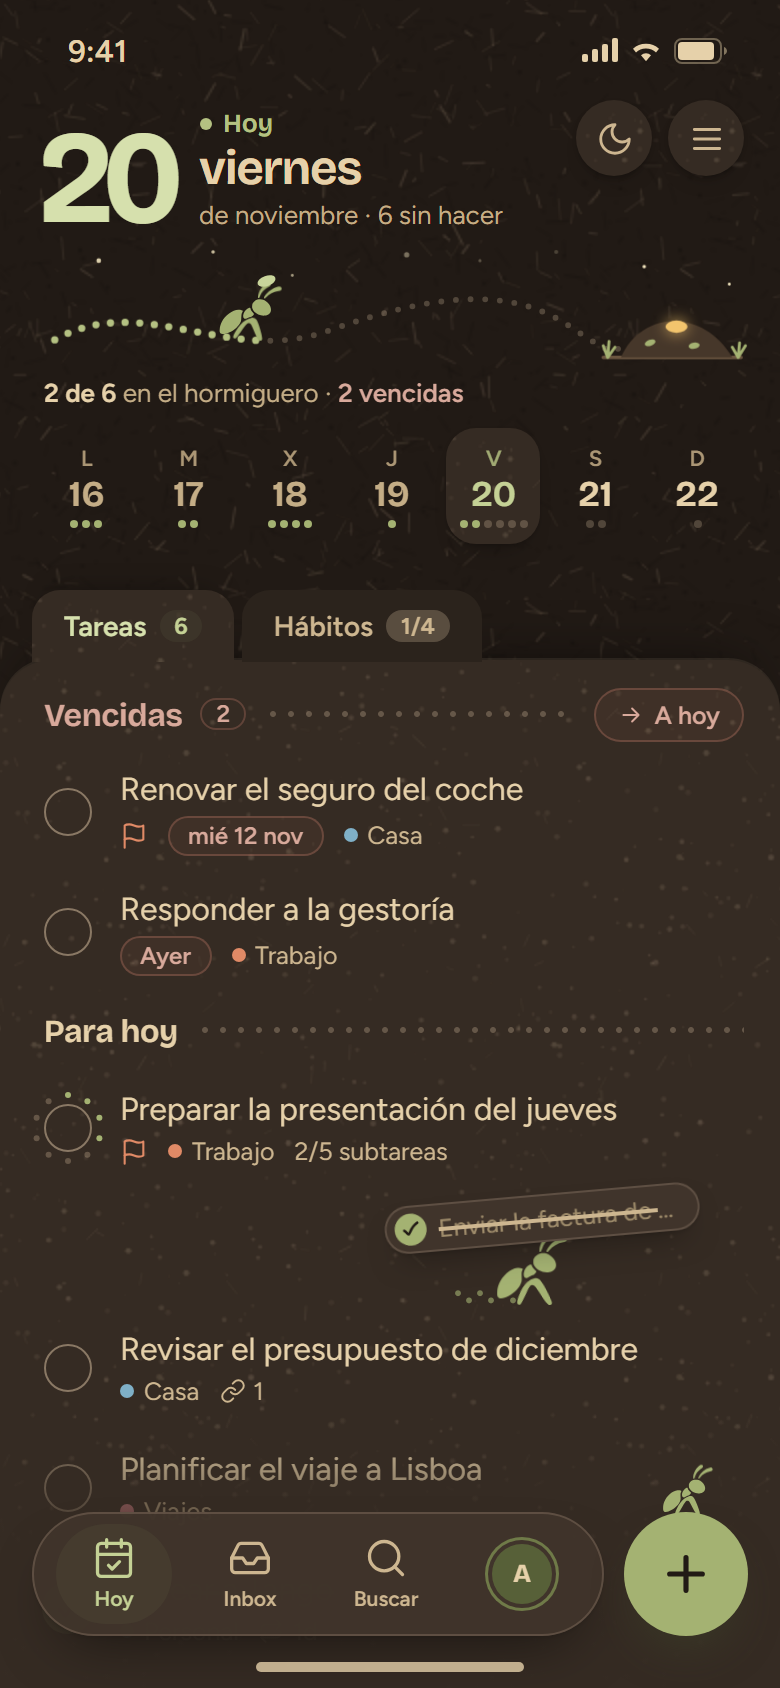 9:41
20
Hoy
viernes
de noviembre · 6 sin hacer
2 de 6 en el hormiguero · 2 vencidas
L M X J V S D
16 17 18 19 20 21 22
Tareas 6 Hábitos 1/4
Vencidas 2 → A hoy
Renovar el seguro del coche
mié 12 nov Casa
Responder a la gestoría
Ayer Trabajo
Para hoy
Preparar la presentación del jueves
Trabajo 2/5 subtareas
Enviar la factura de ...
Revisar el presupuesto de diciembre
Casa 1
Planificar el viaje a Lisboa
Viajes
Hoy Inbox Buscar A